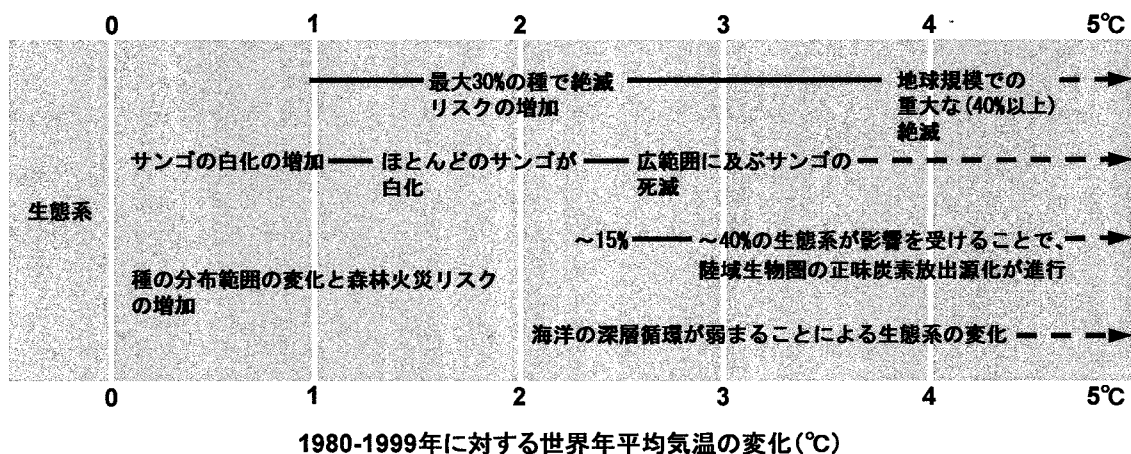 0 1 2 3 4 5℃
最大30%の種で絶滅
リスクの増加
地球規模での
重大な(40%以上)
絶滅
サンゴの白化の増加
ほとんどのサンゴが
白化
広範囲に及ぶサンゴの
死滅
生態系
～15%
～40%の生態系が影響を受けることで、
陸域生物圏の正味炭素放出源化が進行
種の分布範囲の変化と森林火災リスク
の増加
海洋の深層循環が弱まることによる生態系の変化
0 1 2 3 4 5℃
1980-1999年に対する世界年平均気温の変化(℃)